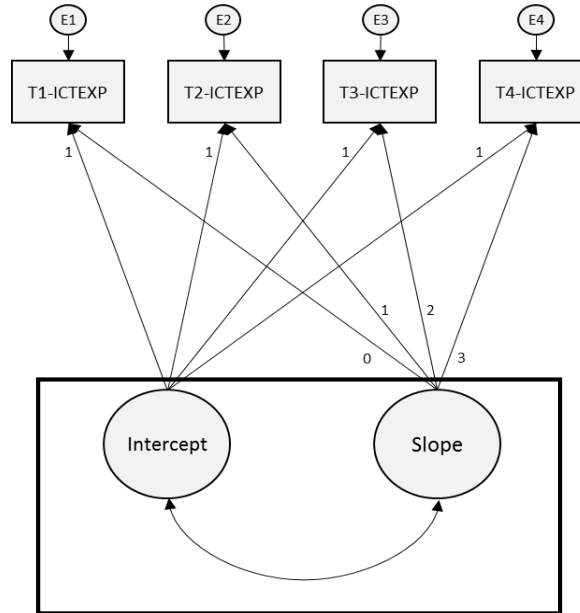 E1
E2
E3
E4
T1-ICTEXP
T2-ICTEXP
T3-ICTEXP
T4-ICTEXP
1
1
1
1
1
2
0
3
Intercept
Slope